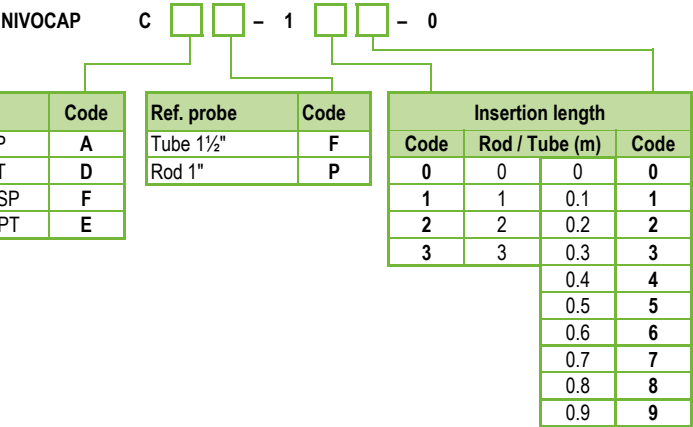 NIVOCAP C – 1 – 0
Code
P A
T D
SP F
PT E
Ref. probe Code
Tube 1½" F
Rod 1" P
Insertion length
Code Rod / Tube (m) Code
0 0 0 0
1 1 0.1 1
2 2 0.2 2
3 3 0.3 3
0.4 4
0.5 5
0.6 6
0.7 7
0.8 8
0.9 9